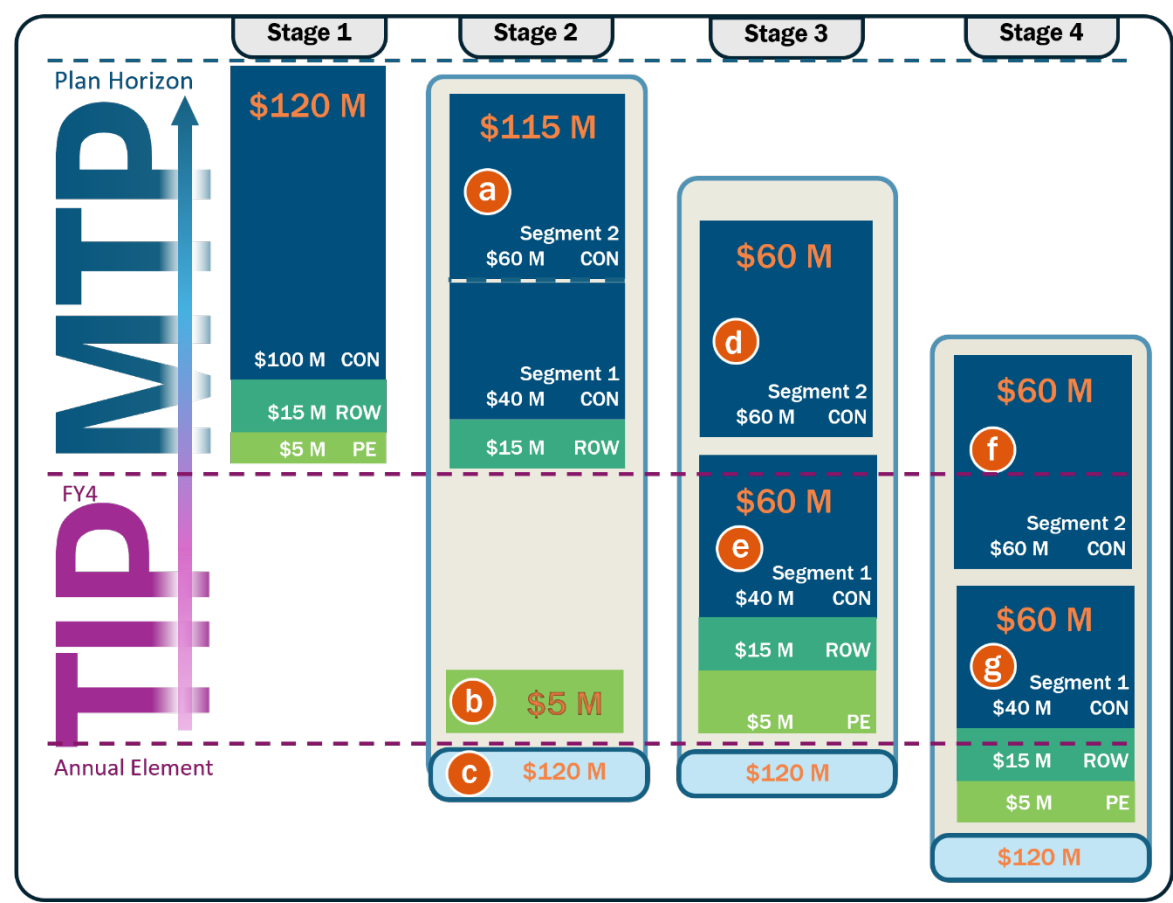 Stage 1
Stage 2
Stage 3
Stage 4
Plan Horizon
MTP
FY4
TIP
Annual Element
$120 M
$100 M CON
$15 M ROW
$5 M PE
$115 M
a
Segment 2
$60 M CON
Segment 1
$40 M CON
$15 M ROW
b
$5 M
c
$120 M
$60 M
d
Segment 2
$60 M CON
$60 M
e
Segment 1
$40 M CON
$15 M ROW
$5 M PE
$120 M
$60 M
f
Segment 2
$60 M CON
$60 M
g
Segment 1
$40 M CON
$15 M ROW
$5 M PE
$120 M